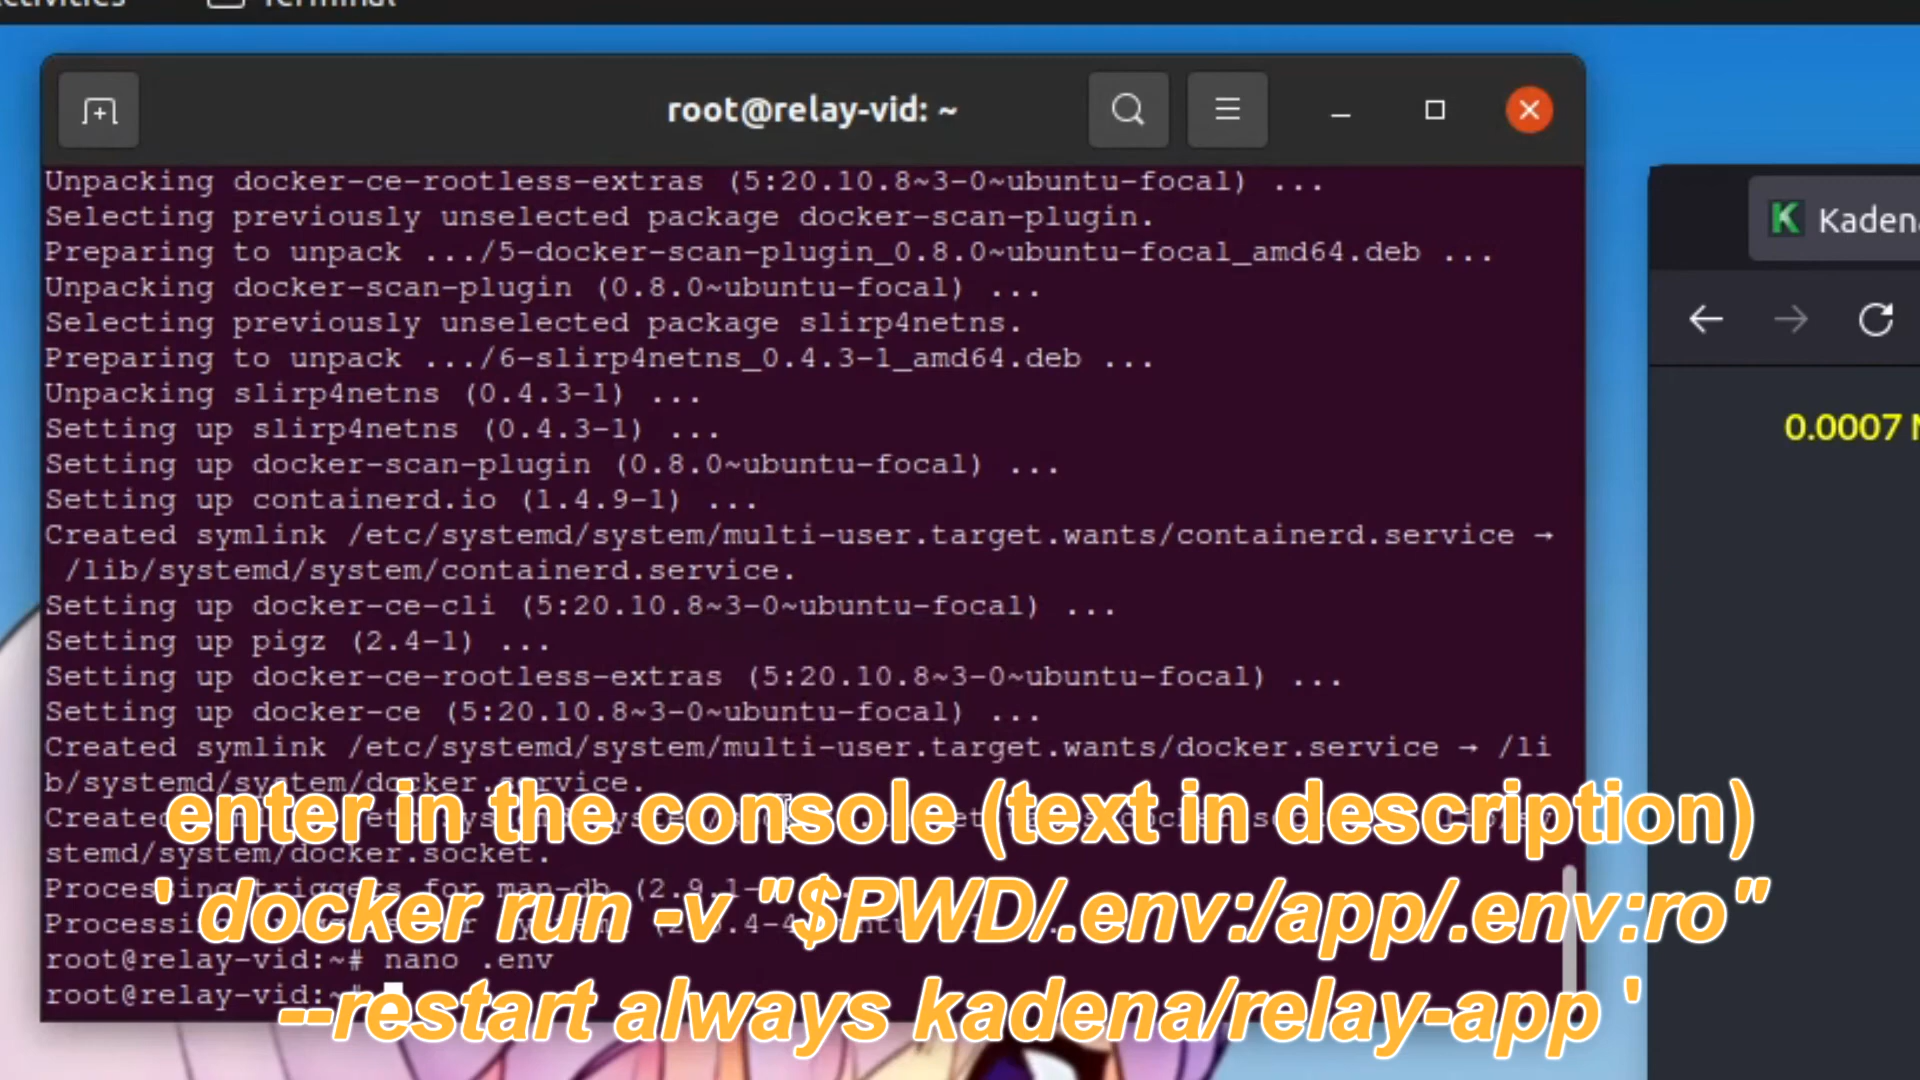 Terminal
root@relay-vid: ~
Unpacking docker-ce-rootless-extras (5:20.10.8~3-0~ubuntu-focal) ...
Selecting previously unselected package docker-scan-plugin.
Preparing to unpack .../5-docker-scan-plugin_0.8.0~ubuntu-focal_amd64.deb ...
Unpacking docker-scan-plugin (0.8.0~ubuntu-focal) ...
Selecting previously unselected package slirp4netns.
Preparing to unpack .../6-slirp4netns_0.4.3-1_amd64.deb ...
Unpacking slirp4netns (0.4.3-1) ...
Setting up slirp4netns (0.4.3-1) ...
Setting up docker-scan-plugin (0.8.0~ubuntu-focal) ...
Setting up containerd.io (1.4.9-1) ...
Created symlink /etc/systemd/system/multi-user.target.wants/containerd.service →
/lib/systemd/system/containerd.service.
Setting up docker-ce-cli (5:20.10.8~3-0~ubuntu-focal) ...
Setting up pigz (2.4-1) ...
Setting up docker-ce-rootless-extras (5:20.10.8~3-0~ubuntu-focal) ...
Setting up docker-ce (5:20.10.8~3-0~ubuntu-focal) ...
Created symlink /etc/systemd/system/multi-user.target.wants/docker.service → /li
b/systemd/system/docker.service.
Created
stemd/system/docker.socket.
Processing triggers for man-db
root@relay-vid:~# nano .env
root@relay-vid:~#
enter in the console (text in description)
' docker run -v "$PWD/.env:/app/.env:ro"
--restart always kadena/relay-app '
K Kadena
0.0007